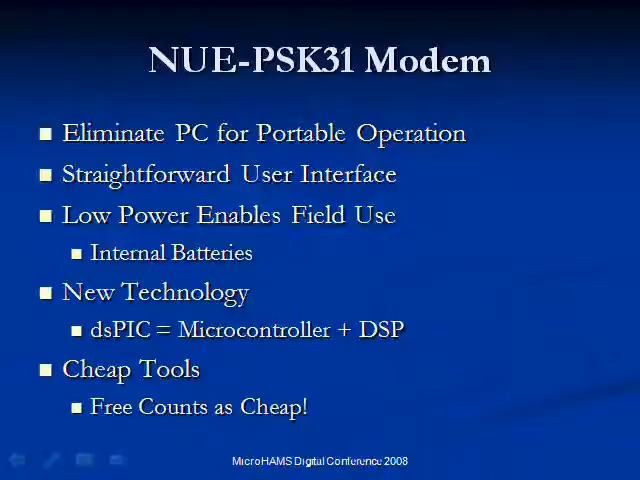 NUE-PSK31 Modem
Eliminate PC for Portable Operation
Straightforward User Interface
Low Power Enables Field Use
Internal Batteries
New Technology
dsPIC = Microcontroller + DSP
Cheap Tools
Free Counts as Cheap!
MicroHAMS Digital Conference 2008